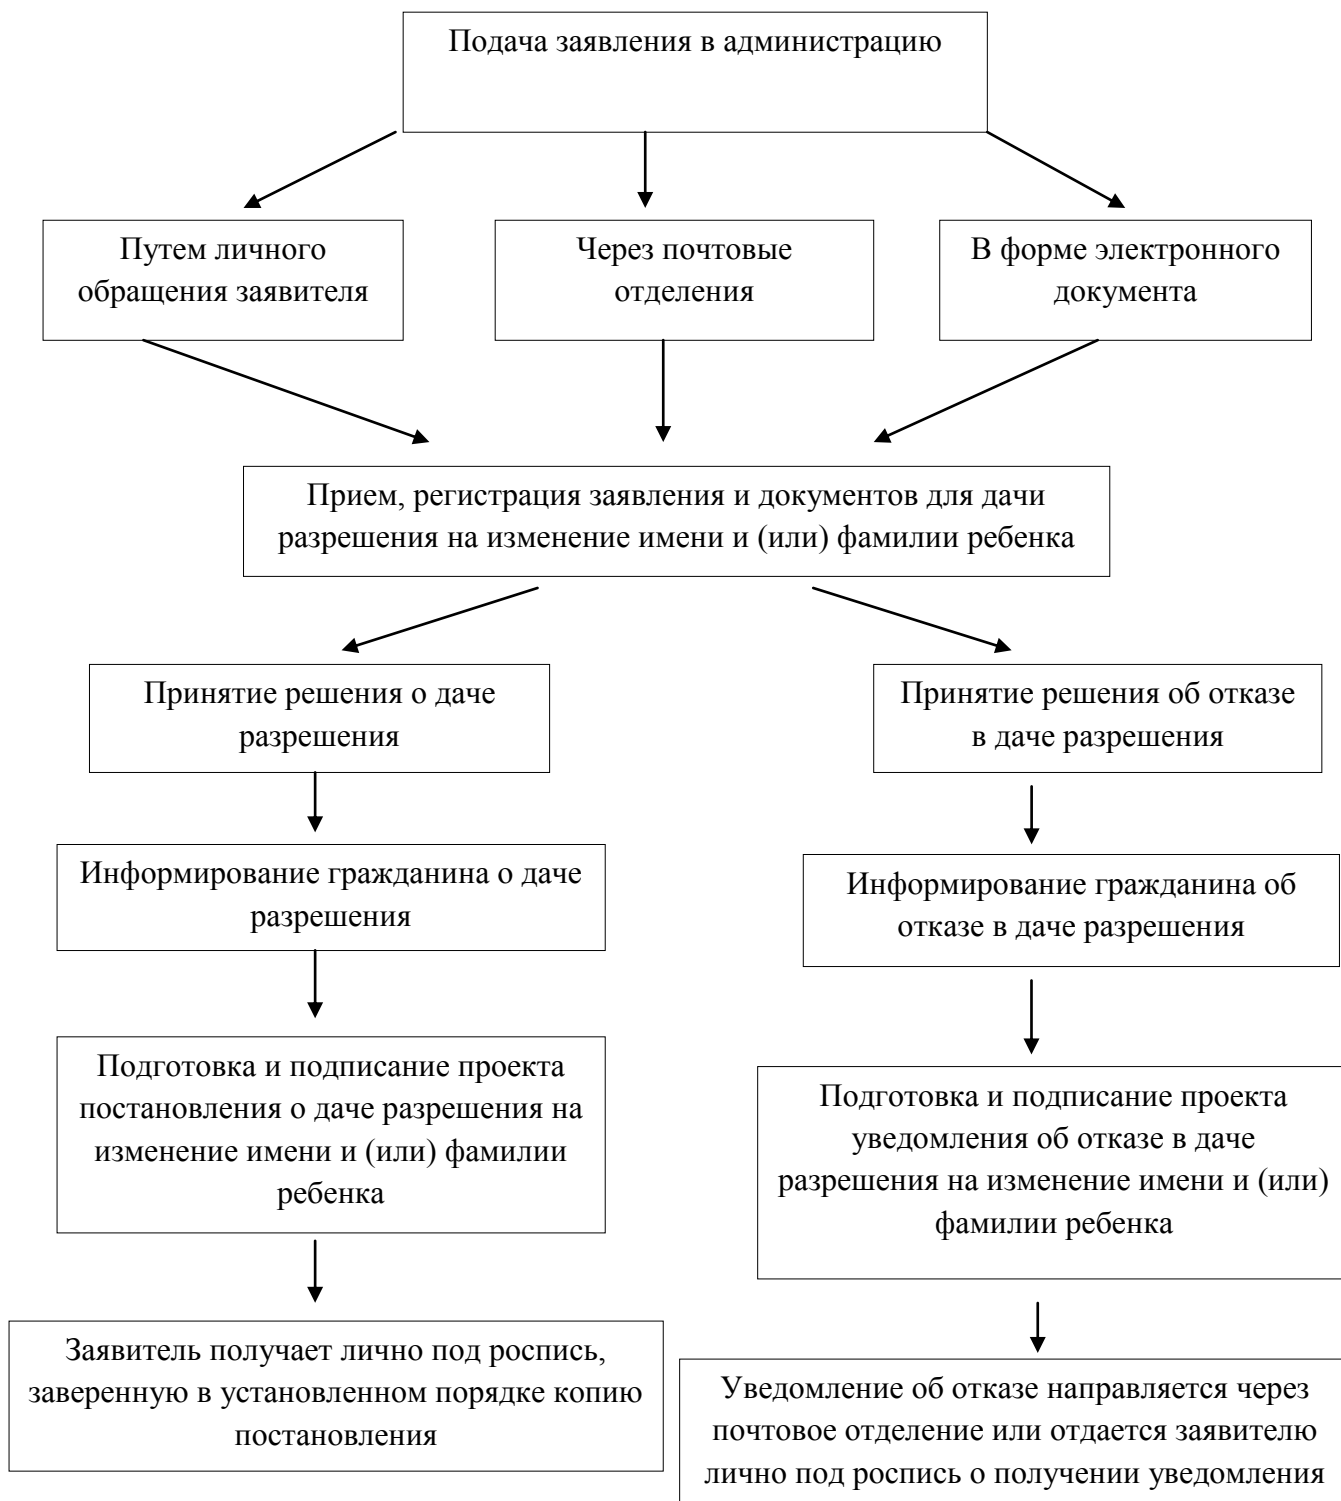 Подача заявления в администрацию
Путем личного
обращения заявителя
Через почтовые
отделения
В форме электронного
документа
Прием, регистрация заявления и документов для дачи
разрешения на изменение имени и (или) фамилии ребенка
Принятие решения о даче
разрешения
Принятие решения об отказе
в даче разрешения
Информирование гражданина о даче
разрешения
Информирование гражданина об
отказе в даче разрешения
Подготовка и подписание проекта
постановления о даче разрешения на
изменение имени и (или) фамилии
ребенка
Подготовка и подписание проекта
уведомления об отказе в даче
разрешения на изменение имени и (или)
фамилии ребенка
Заявитель получает лично под роспись,
заверенную в установленном порядке копию
постановления
Уведомление об отказе направляется через
почтовое отделение или отдается заявителю
лично под роспись о получении уведомления